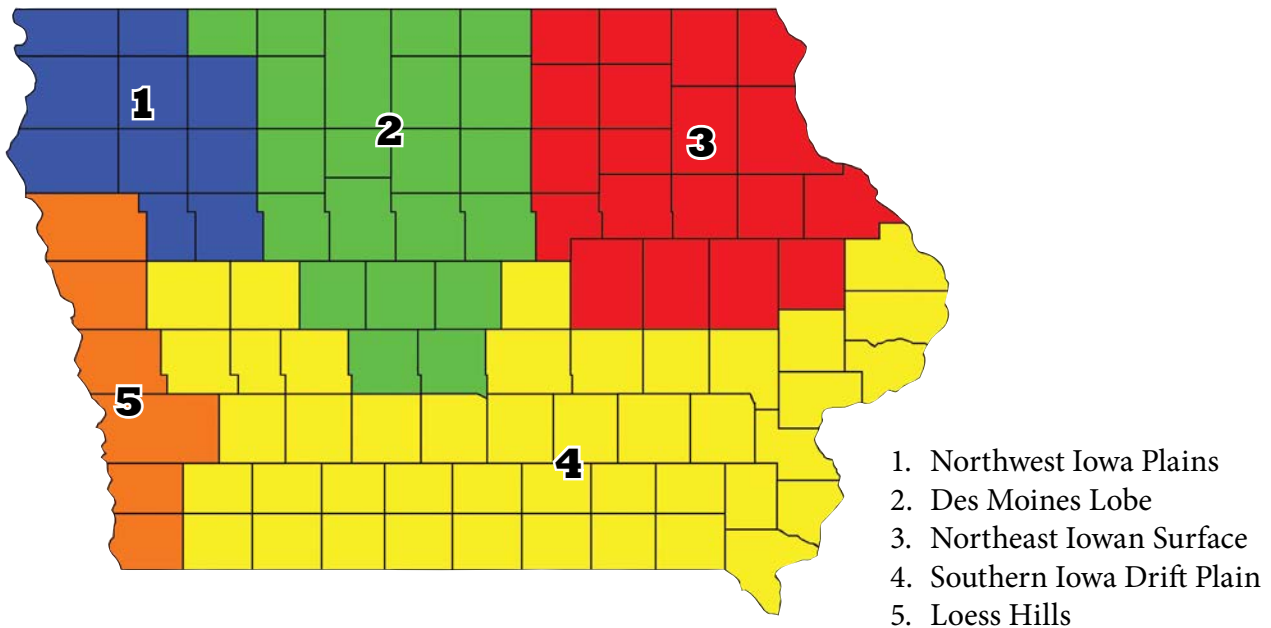 1
2
3
5
4
1. Northwest Iowa Plains
2. Des Moines Lobe
3. Northeast Iowan Surface
4. Southern Iowa Drift Plain
5. Loess Hills